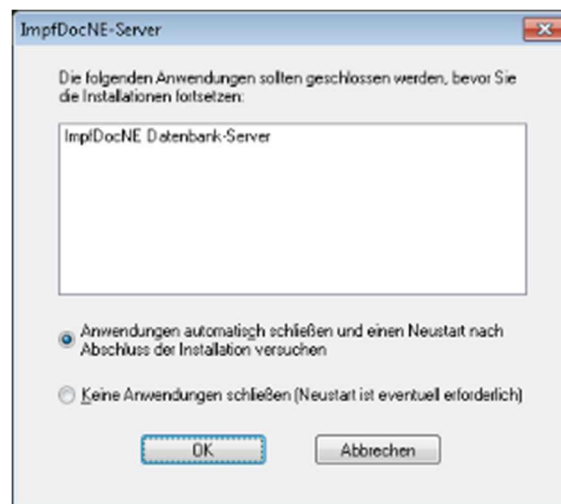 ImpfDocNE-Server
Die folgenden Anwendungen sollten geschlossen werden, bevor Sie
die Installationen fortsetzen:
ImpfDocNE Datenbank-Server
Anwendungen automatisch schließen und einen Neustart nach
Abschluss der Installation versuchen
Keine Anwendungen schließen (Neustart ist eventuell erforderlich)
OK
Abbrechen